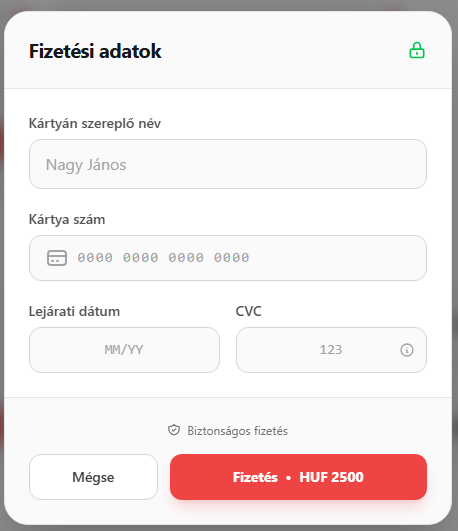 Fizetési adatok
Kártyán szereplő név
Nagy János
Kártya szám
0000 0000 0000 0000
Lejárati dátum CVC
MM/YY 123
Biztonságos fizetés
Mégse Fizetés • HUF 2500